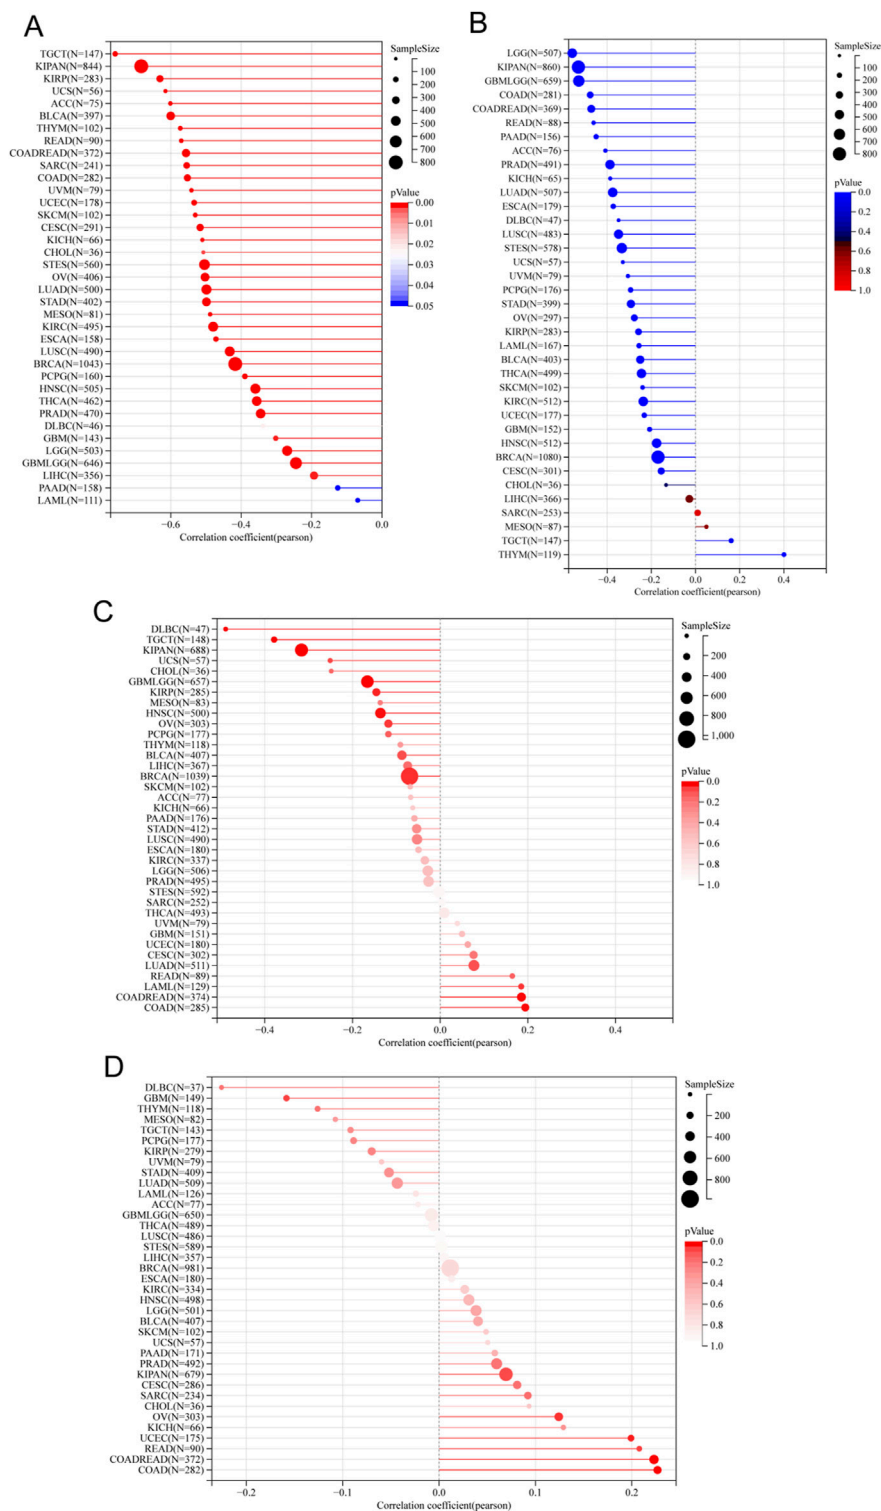 A
TGCT(N=147)
KIPAN(N=844)
KIRP(N=283)
UCS(N=56)
ACC(N=75)
BLCA(N=397)
THYM(N=102)
READ(N=90)
COADREAD(N=372)
SARC(N=241)
COAD(N=282)
UVM(N=79)
UCEC(N=178)
SKCM(N=102)
CESC(N=291)
KICH(N=66)
CHOL(N=36)
STES(N=560)
OV(N=406)
LUAD(N=500)
STAD(N=402)
MESO(N=81)
KIRC(N=495)
ESCA(N=158)
LUSC(N=490)
BRCA(N=1043)
PCPG(N=160)
HNSC(N=505)
THCA(N=462)
PRAD(N=470)
DLBC(N=46)
GBM(N=143)
LGG(N=503)
GBMLGG(N=646)
LIHC(N=356)
PAAD(N=158)
LAML(N=111)
−0.6 −0.4 −0.2 0.0
Correlation coefficient(pearson)
SampleSize
100
200
300
400
500
600
700
800
pValue
0.00
0.01
0.02
0.03
0.04
0.05
B
LGG(N=507)
KIPAN(N=860)
GBMLGG(N=659)
COAD(N=281)
COADREAD(N=369)
READ(N=88)
PAAD(N=156)
ACC(N=76)
PRAD(N=491)
KICH(N=65)
LUAD(N=507)
ESCA(N=179)
DLBC(N=47)
LUSC(N=483)
STES(N=578)
UCS(N=57)
UVM(N=79)
PCPG(N=176)
STAD(N=399)
OV(N=297)
KIRP(N=283)
LAML(N=167)
BLCA(N=403)
THCA(N=499)
SKCM(N=102)
KIRC(N=512)
UCEC(N=177)
GBM(N=152)
HNSC(N=512)
BRCA(N=1080)
CESC(N=301)
CHOL(N=36)
LIHC(N=366)
SARC(N=253)
MESO(N=87)
TGCT(N=147)
THYM(N=119)
−0.4 −0.2 0.0 0.2 0.4
Correlation coefficient(pearson)
SampleSize
100
200
300
400
500
600
700
800
pValue
0.0
0.2
0.4
0.6
0.8
1.0
C
DLBC(N=47)
TGCT(N=148)
KIPAN(N=688)
UCS(N=57)
CHOL(N=36)
GBMLGG(N=657)
KIRP(N=285)
MESO(N=83)
HNSC(N=500)
OV(N=303)
PCPG(N=177)
THYM(N=118)
BLCA(N=407)
LIHC(N=367)
BRCA(N=1039)
SKCM(N=102)
ACC(N=77)
KICH(N=66)
PAAD(N=176)
STAD(N=412)
LUSC(N=490)
ESCA(N=180)
KIRC(N=337)
LGG(N=506)
PRAD(N=495)
STES(N=592)
SARC(N=252)
THCA(N=493)
UVM(N=79)
GBM(N=151)
UCEC(N=180)
CESC(N=302)
LUAD(N=511)
READ(N=89)
LAML(N=129)
COADREAD(N=374)
COAD(N=285)
−0.4 −0.2 0.0 0.2 0.4
Correlation coefficient(pearson)
SampleSize
200
400
600
800
1,000
pValue
0.0
0.2
0.4
0.6
0.8
1.0
D
DLBC(N=37)
GBM(N=149)
THYM(N=118)
MESO(N=82)
TGCT(N=143)
PCPG(N=177)
KIRP(N=279)
UVM(N=79)
STAD(N=409)
LUAD(N=509)
LAML(N=126)
ACC(N=77)
GBMLGG(N=650)
THCA(N=489)
LUSC(N=486)
STES(N=589)
LIHC(N=357)
BRCA(N=981)
ESCA(N=180)
KIRC(N=334)
HNSC(N=498)
LGG(N=501)
BLCA(N=407)
SKCM(N=102)
UCS(N=57)
PAAD(N=171)
PRAD(N=492)
KIPAN(N=679)
CESC(N=286)
SARC(N=234)
CHOL(N=36)
OV(N=303)
KICH(N=66)
UCEC(N=175)
READ(N=90)
COADREAD(N=372)
COAD(N=282)
−0.2 −0.1 0.0 0.1 0.2
Correlation coefficient(pearson)
SampleSize
200
400
600
800
pValue
0.0
0.2
0.4
0.6
0.8
1.0